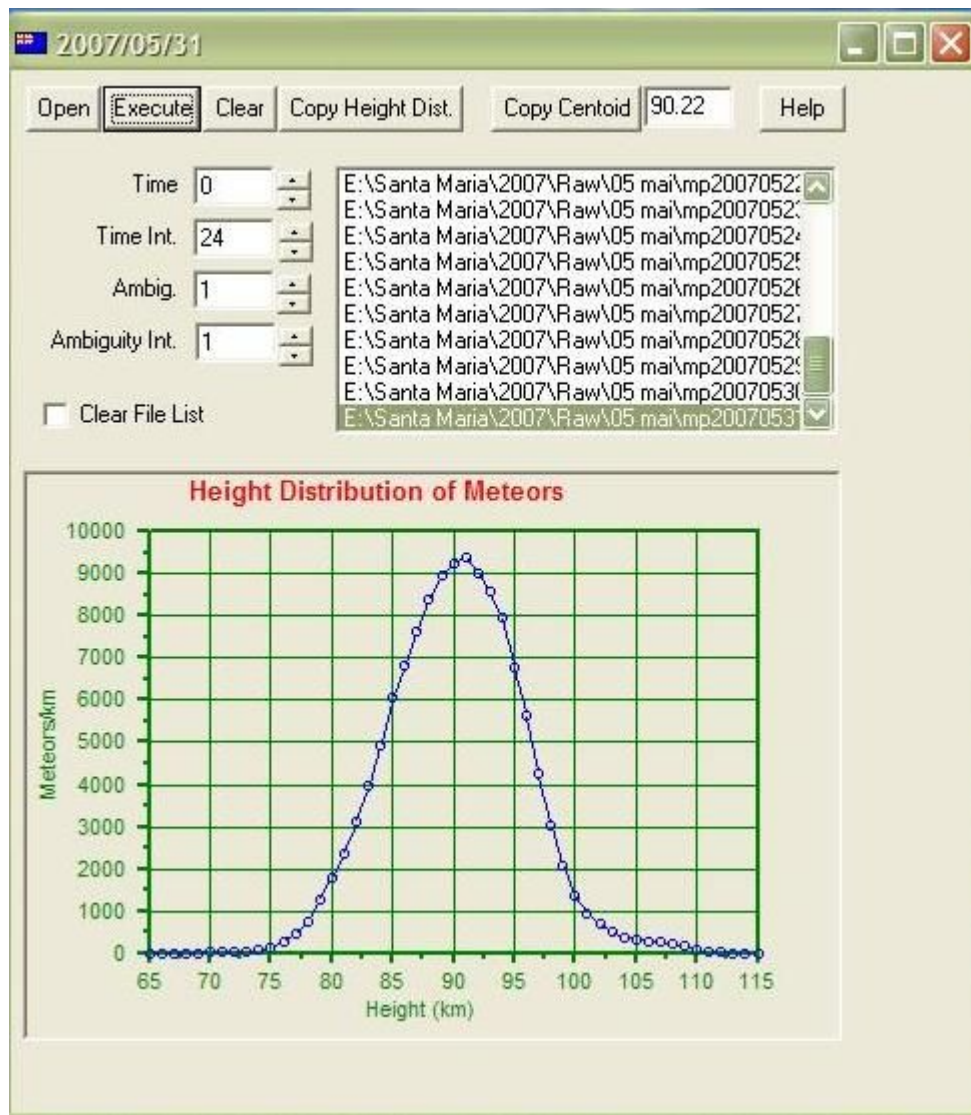 2007/05/31
Open Execute Clear Copy Height Dist. Copy Centoid 90.22 Help
Time 0
Time Int. 24
Ambig. 1
Ambiguity Int. 1
Clear File List
E:\Santa Maria\2007\Raw\05 mai\mp2007052
E:\Santa Maria\2007\Raw\05 mai\mp2007052
E:\Santa Maria\2007\Raw\05 mai\mp2007052
E:\Santa Maria\2007\Raw\05 mai\mp2007052
E:\Santa Maria\2007\Raw\05 mai\mp2007052
E:\Santa Maria\2007\Raw\05 mai\mp2007052
E:\Santa Maria\2007\Raw\05 mai\mp2007052
E:\Santa Maria\2007\Raw\05 mai\mp2007052
E:\Santa Maria\2007\Raw\05 mai\mp2007053
E:\Santa Maria\2007\Raw\05 mai\mp2007053
Height Distribution of Meteors
10000
9000
8000
7000
6000
5000
4000
3000
2000
1000
0
Meteors/km
65 70 75 80 85 90 95 100 105 110 115
Height (km)